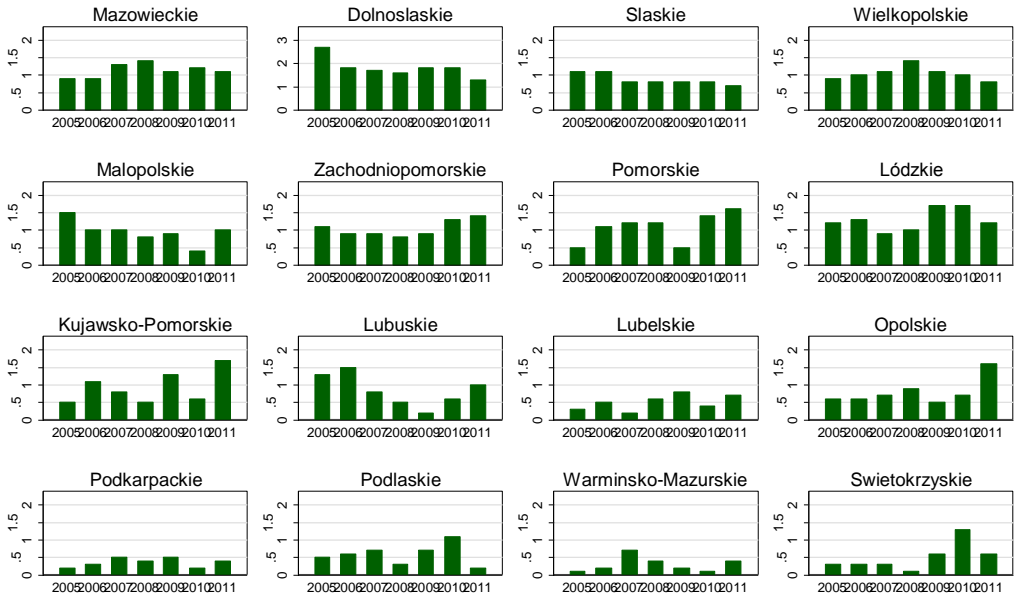 Mazowieckie
0 .5 1 1.5 2
2005 2006 2007 2008 2009 2010 2011
Dolnoslaskie
0 1 2 3
2005 2006 2007 2008 2009 2010 2011
Slaskie
0 .5 1 1.5 2
2005 2006 2007 2008 2009 2010 2011
Wielkopolskie
0 .5 1 1.5 2
2005 2006 2007 2008 2009 2010 2011
Malopolskie
0 .5 1 1.5 2
2005 2006 2007 2008 2009 2010 2011
Zachodniopomorskie
0 .5 1 1.5 2
2005 2006 2007 2008 2009 2010 2011
Pomorskie
0 .5 1 1.5 2
2005 2006 2007 2008 2009 2010 2011
Lódzkie
0 .5 1 1.5 2
2005 2006 2007 2008 2009 2010 2011
Kujawsko-Pomorskie
0 .5 1 1.5 2
2005 2006 2007 2008 2009 2010 2011
Lubuskie
0 .5 1 1.5 2
2005 2006 2007 2008 2009 2010 2011
Lubelskie
0 .5 1 1.5 2
2005 2006 2007 2008 2009 2010 2011
Opolskie
0 .5 1 1.5 2
2005 2006 2007 2008 2009 2010 2011
Podkarpackie
0 .5 1 1.5 2
2005 2006 2007 2008 2009 2010 2011
Podlaskie
0 .5 1 1.5 2
2005 2006 2007 2008 2009 2010 2011
Warminsko-Mazurskie
0 .5 1 1.5 2
2005 2006 2007 2008 2009 2010 2011
Swietokrzyskie
0 .5 1 1.5 2
2005 2006 2007 2008 2009 2010 2011